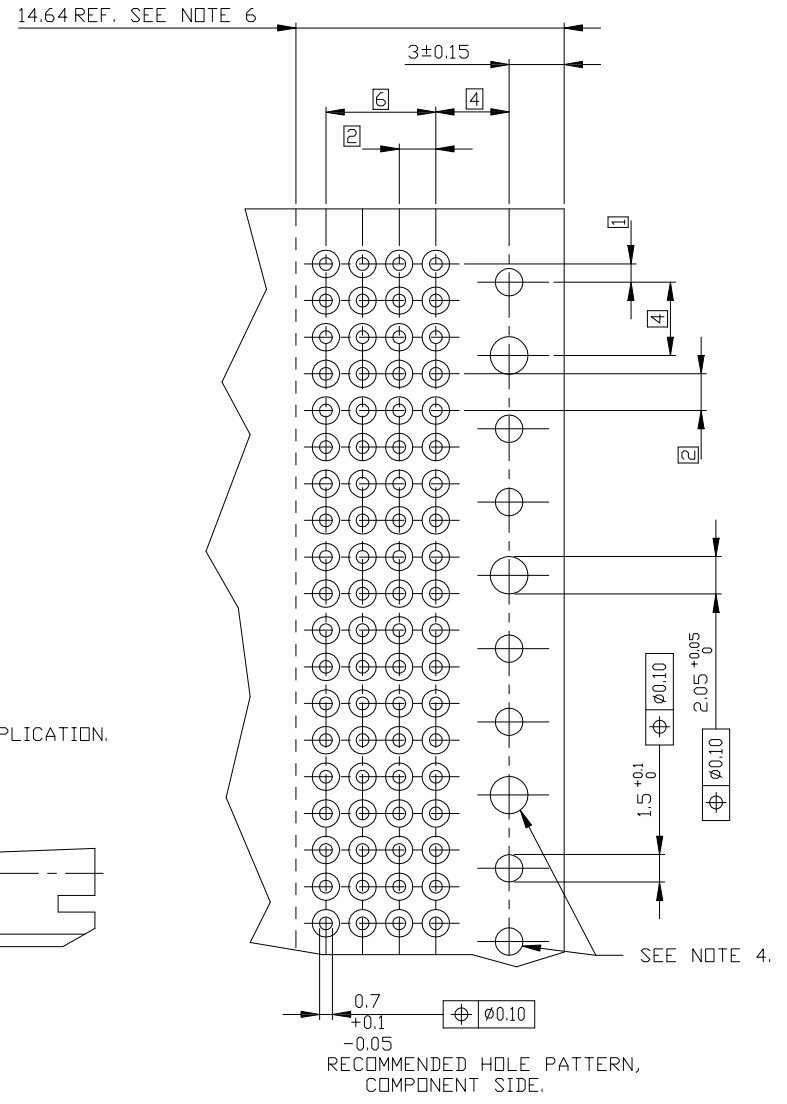 14.64 REF. SEE NOTE 6
3±0.15
6
4
2
1
4
2
2.05 +0.05 0
⌖ ø0.10
⌖ ø0.10
1.5 +0.1 0
PLICATION.
SEE NOTE 4.
0.7
+0.1
-0.05
⌖ ø0.10
RECOMMENDED HOLE PATTERN,
COMPONENT SIDE.